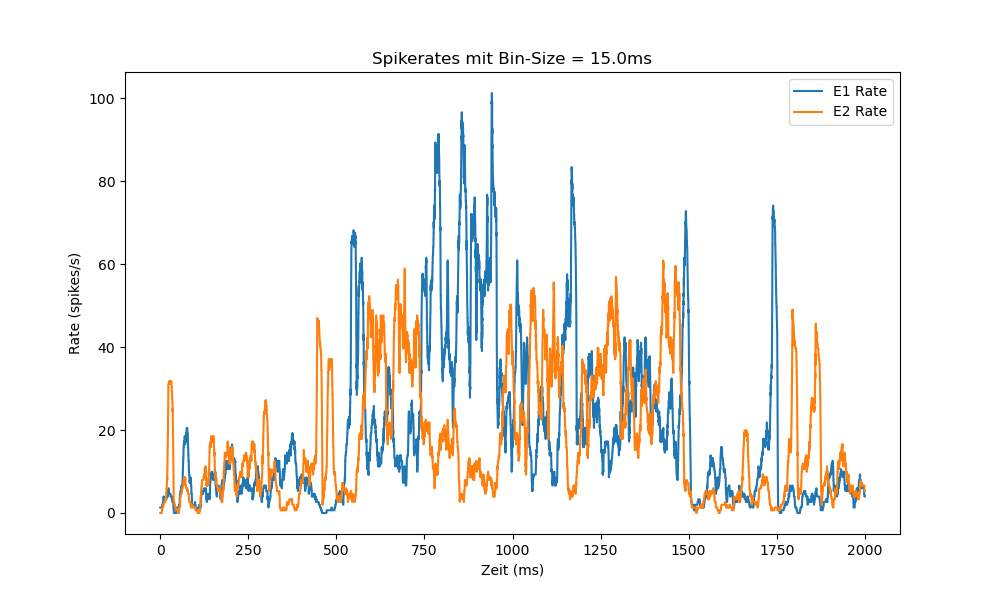 Spikerates mit Bin-Size = 15.0ms
E1 Rate
E2 Rate
Rate (spikes/s)
100
80
60
40
20
0
0 250 500 750 1000 1250 1500 1750 2000
Zeit (ms)